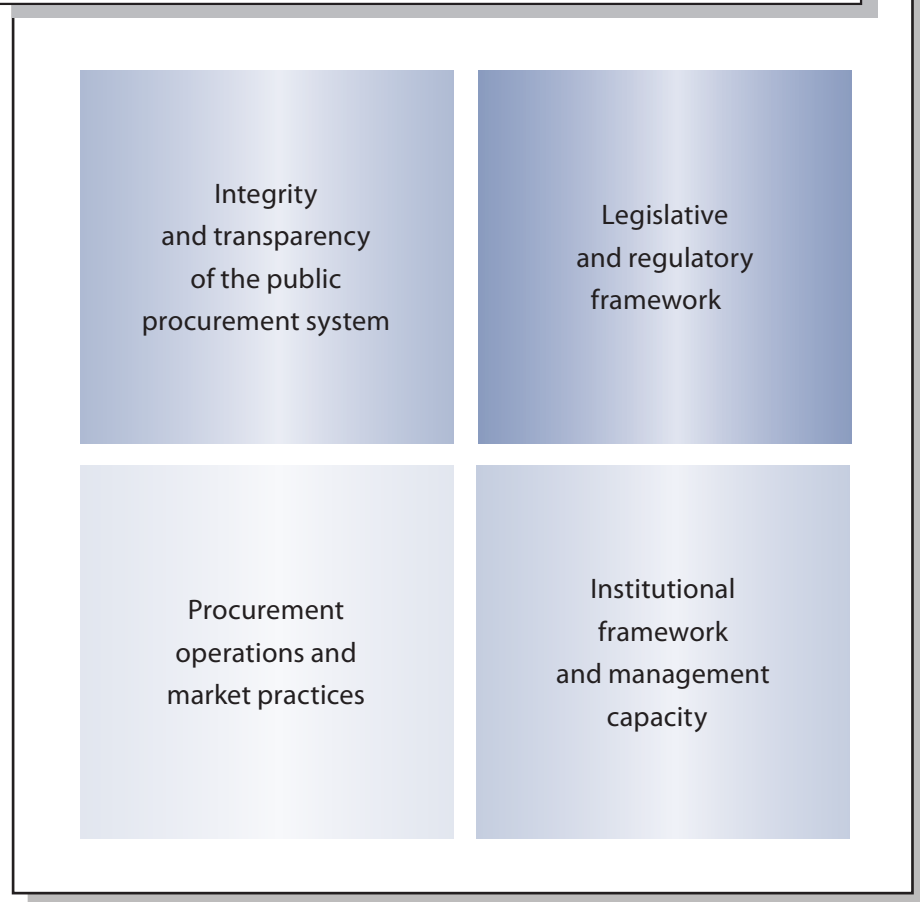 Integrity
and transparency
of the public
procurement system
Legislative
and regulatory
framework
Procurement
operations and
market practices
Institutional
framework
and management
capacity